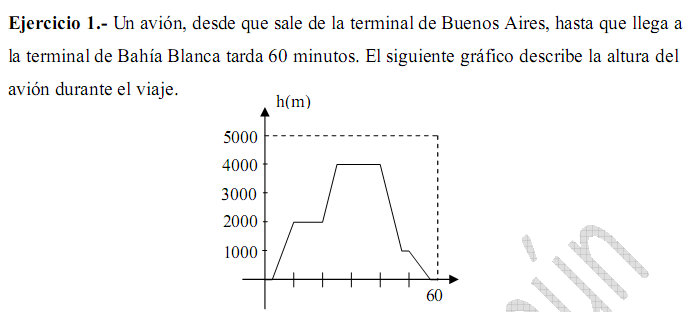 Ejercicio 1.- Un avión, desde que sale de la terminal de Buenos Aires, hasta que llega a
la terminal de Bahía Blanca tarda 60 minutos. El siguiente gráfico describe la altura del
avión durante el viaje.
h(m)
5000
4000
3000
2000
1000
60